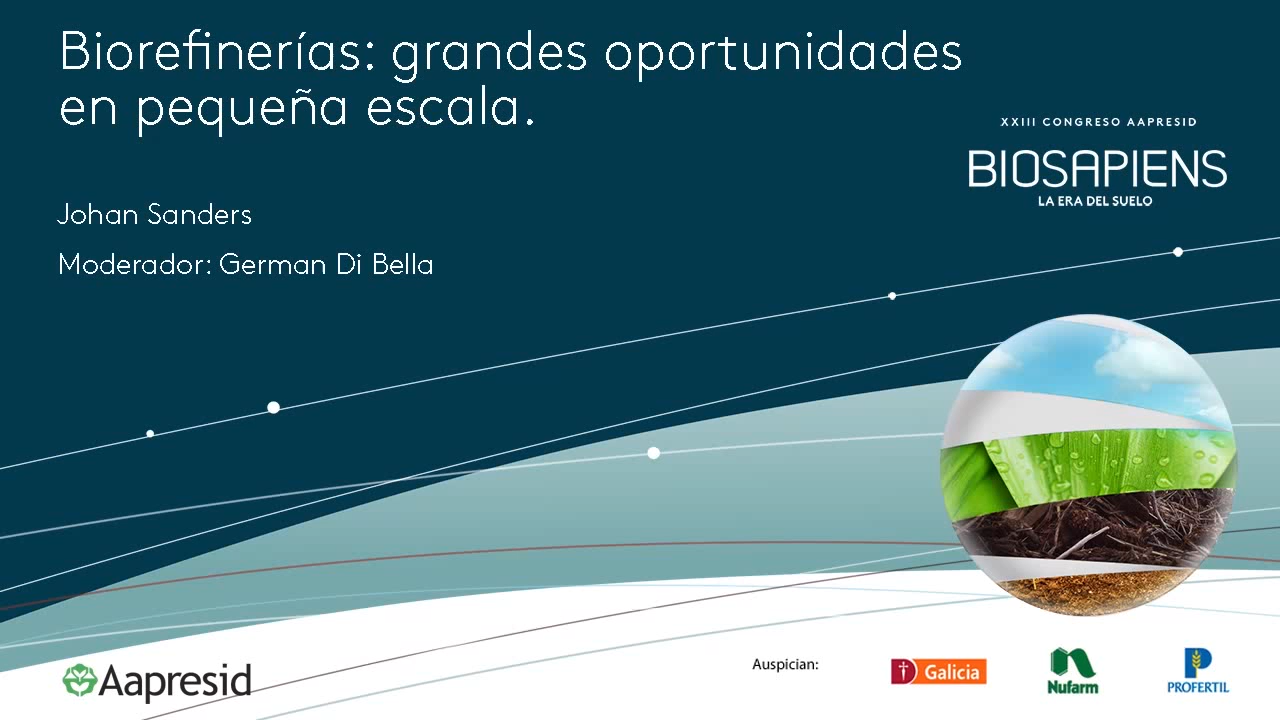 Biorefinerías: grandes oportunidades
en pequeña escala.
XXIII CONGRESO AAPRESID
BIOSAPIENS
LA ERA DEL SUELO
Johan Sanders
Moderador: German Di Bella
Aapresid
Auspician:
Galicia
Nufarm
PROFERTIL